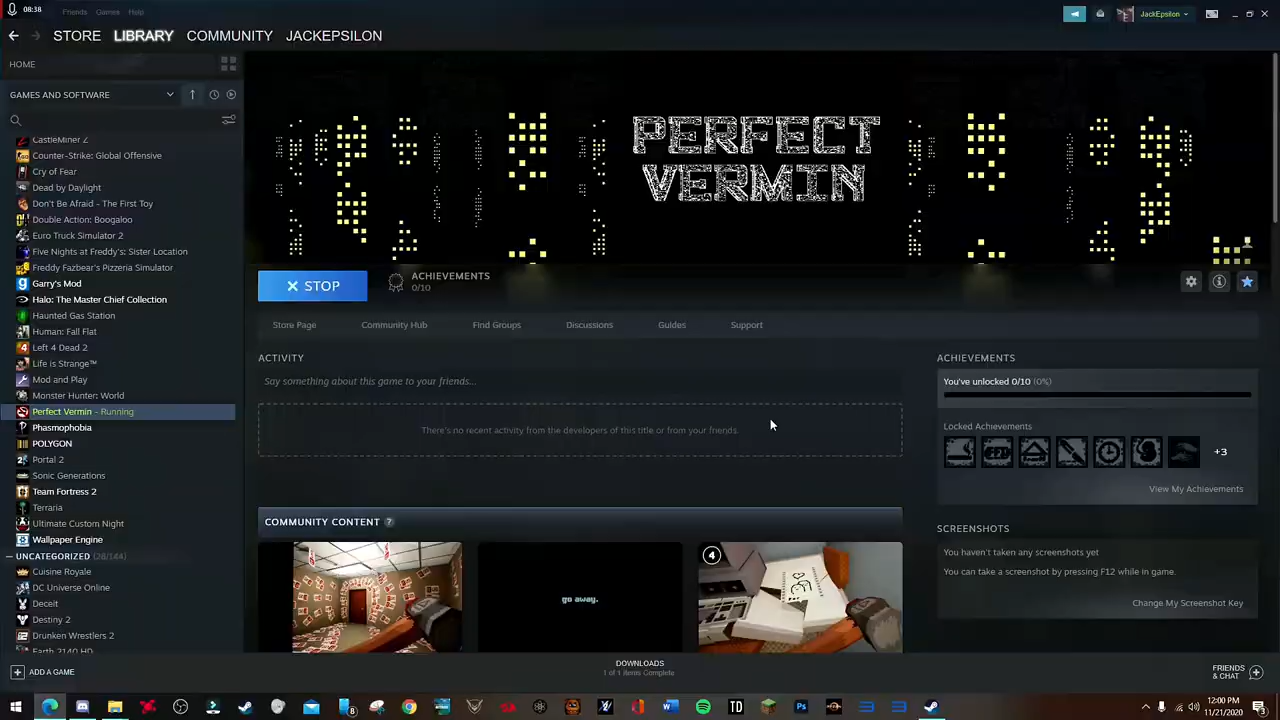 08:38
Friends Games Help
JackEpsilon
STORE LIBRARY COMMUNITY JACKEPSILON
HOME
GAMES AND SOFTWARE
CastleMiner Z
Counter-Strike: Global Offensive
Cry of Fear
Dead by Daylight
Don't Be Afraid - The First Toy
Double Action: Boogaloo
Euro Truck Simulator 2
Five Nights at Freddy's: Sister Location
Freddy Fazbear's Pizzeria Simulator
Garry's Mod
Halo: The Master Chief Collection
Haunted Gas Station
Human: Fall Flat
Left 4 Dead 2
Life is Strange™
Mod and Play
Monster Hunter: World
Perfect Vermin - Running
Phasmophobia
POLYGON
Portal 2
Sonic Generations
Team Fortress 2
Terraria
Ultimate Custom Night
Wallpaper Engine
UNCATEGORIZED (26/144)
Cuisine Royale
DC Universe Online
Deceit
Destiny 2
Drunken Wrestlers 2
Earth 2140 HD
ADD A GAME
PERFECT
VERMIN
STOP
ACHIEVEMENTS
0/10
Store Page Community Hub Find Groups Discussions Guides Support
ACTIVITY
Say something about this game to your friends...
There's no recent activity from the developers of this title or from your friends.
COMMUNITY CONTENT ?
go away.
4
ACHIEVEMENTS
You've unlocked 0/10 (0%)
Locked Achievements
+3
View My Achievements
SCREENSHOTS
You haven't taken any screenshots yet
You can take a screenshot by pressing F12 while in game.
Change My Screenshot Key
DOWNLOADS
1 of 1 Items Complete
FRIENDS
& CHAT
TD
12:00 PM
11/21/2020